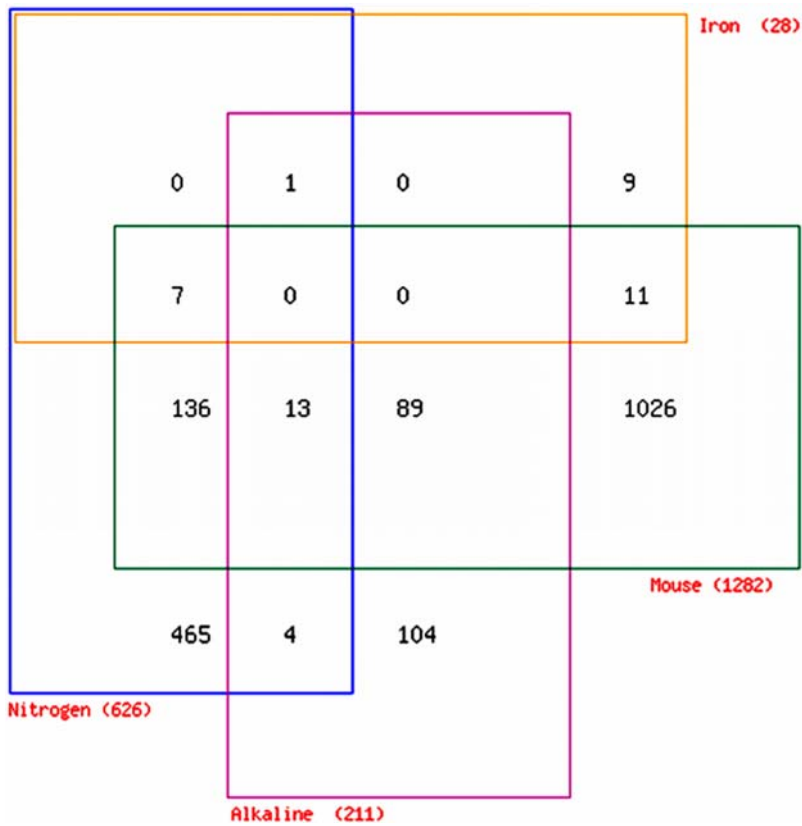 Iron (28)
0 1 0 9
7 0 0 11
136 13 89 1026
Mouse (1282)
465 4 104
Nitrogen (626)
Alkaline (211)